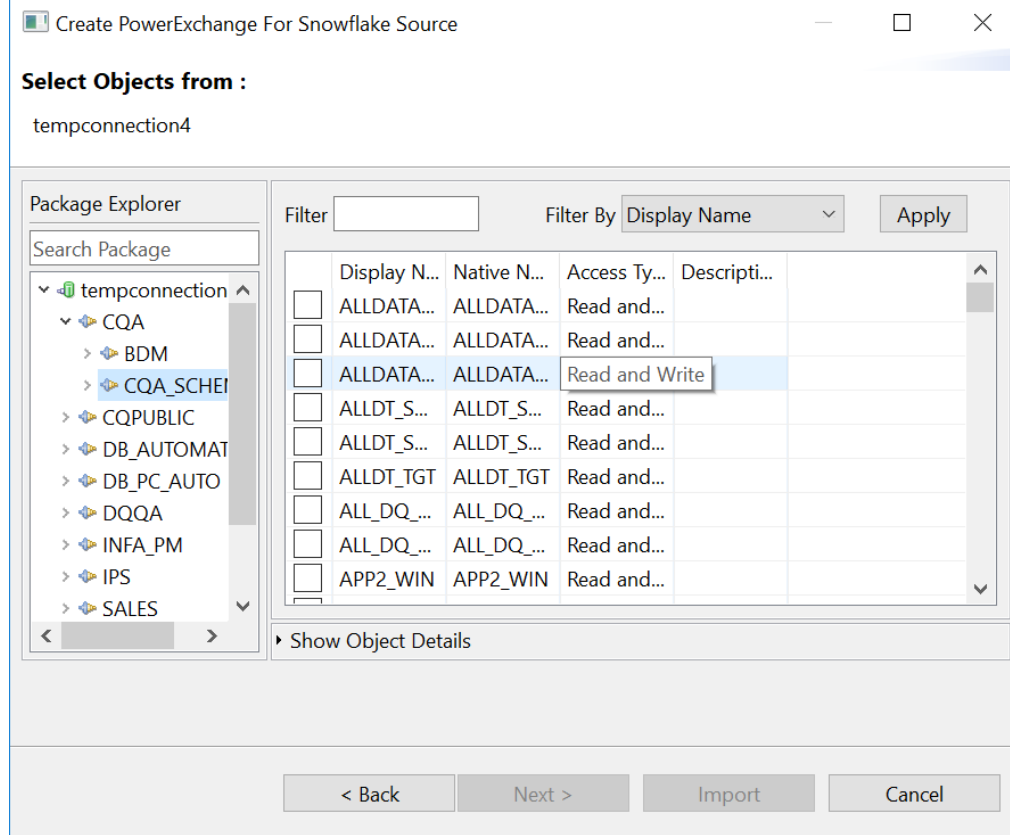 Create PowerExchange For Snowflake Source
Select Objects from :
tempconnection4
Package Explorer
Search Package
tempconnection
CQA
BDM
CQA_SCHE
CQPUBLIC
DB_AUTOMAT
DB_PC_AUTO
DQQA
INFA_PM
IPS
SALES
Filter Filter By Display Name Apply
Display N... Native N... Access Ty... Descripti...
ALLDATA... ALLDATA... Read and...
ALLDATA... ALLDATA... Read and...
ALLDATA... ALLDATA... Read and Write
ALLDT_S... ALLDT_S... Read and...
ALLDT_S... ALLDT_S... Read and...
ALLDT_TGT ALLDT_TGT Read and...
ALL_DQ_... ALL_DQ_... Read and...
ALL_DQ_... ALL_DQ_... Read and...
APP2_WIN APP2_WIN Read and...
Show Object Details
< Back Next > Import Cancel